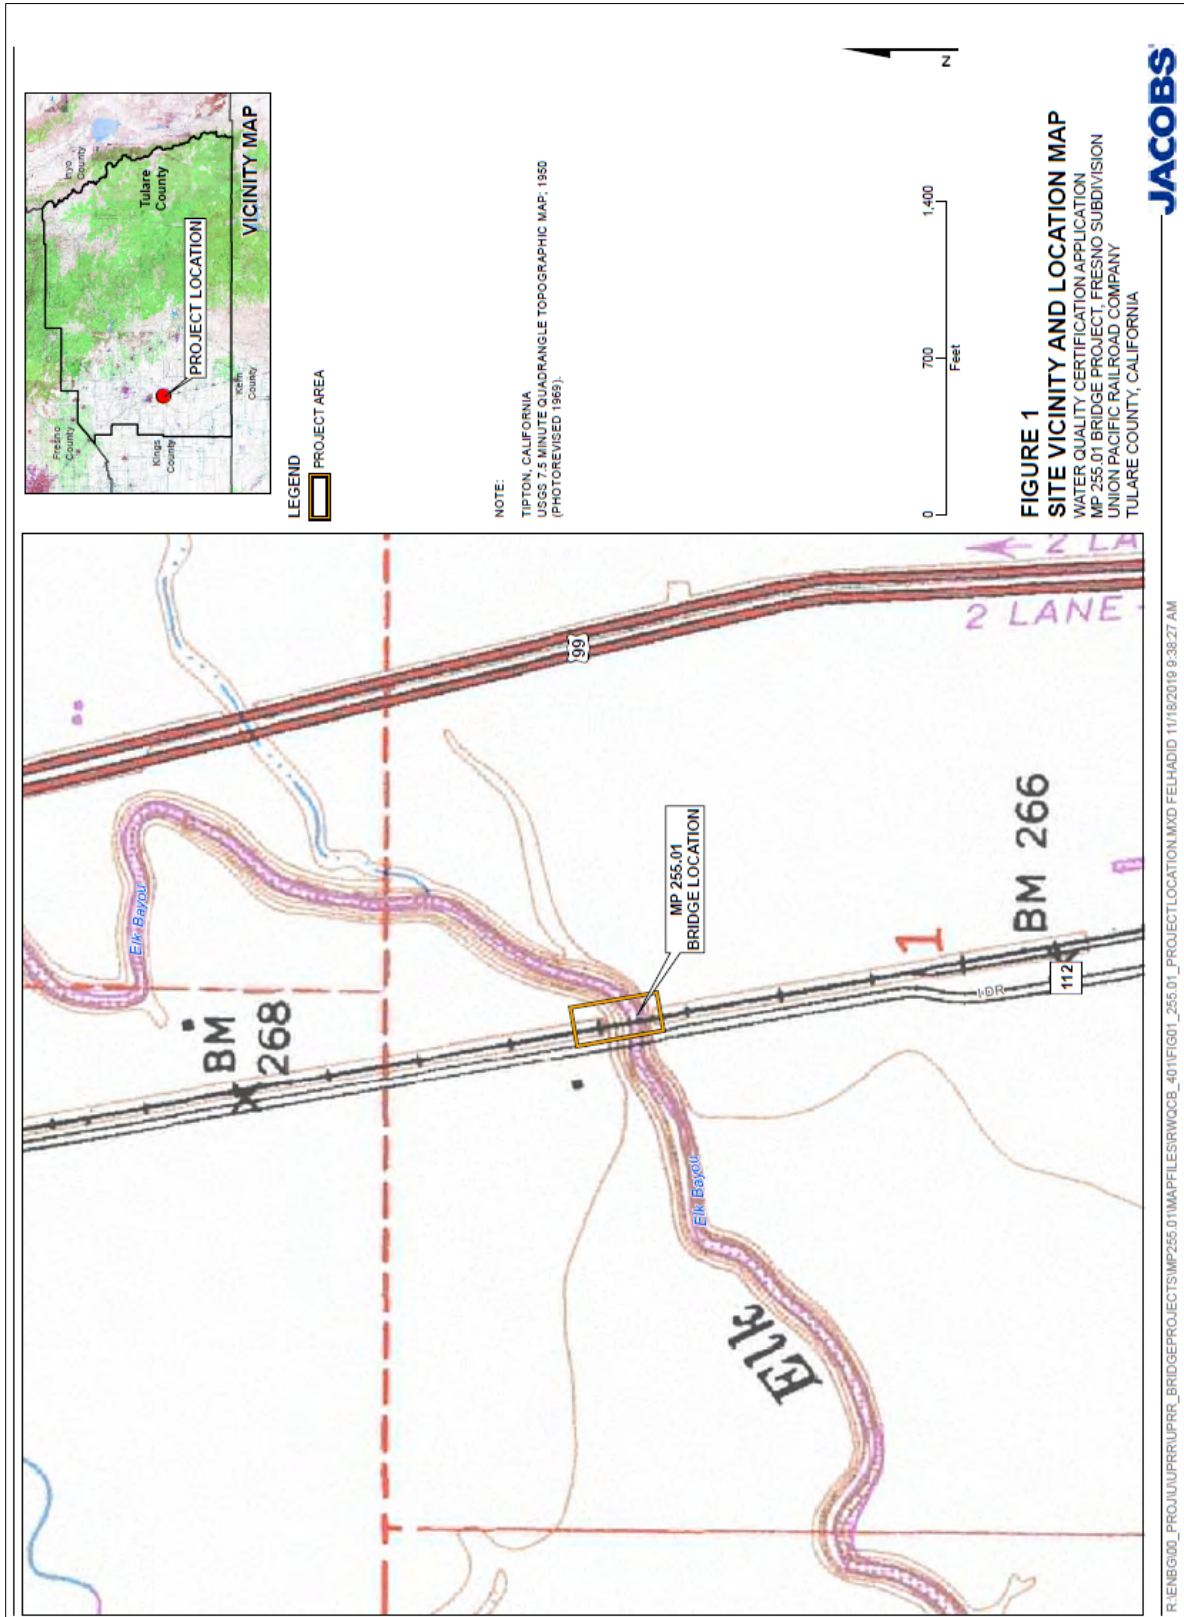 Elk Bayou
BM
268
99
2 LA
2 LANE
MP 255.01
BRIDGE LOCATION
Elk Bayou
Elk
1
BM 266
112
Fresno
County
Kings
County
Kern
County
Inyo
County
Tulare
County
PROJECT LOCATION
VICINITY MAP
LEGEND
PROJECT AREA
NOTE:
TIPTON, CALIFORNIA
USGS 7.5 MINUTE QUADRANGLE TOPOGRAPHIC MAP; 1950
(PHOTOREVISED 1969).
N
0 700 1,400
Feet
FIGURE 1
SITE VICINITY AND LOCATION MAP
WATER QUALITY CERTIFICATION APPLICATION
MP 255.01 BRIDGE PROJECT, FRESNO SUBDIVISION
UNION PACIFIC RAILROAD COMPANY
TULARE COUNTY, CALIFORNIA
JACOBS
R:\ENBG\00_PROJ\U\UPRR\UPRR_BRIDGEPROJECTS\MP255.01\MAPFILES\RWQCB_401\FIG01_255.01_PROJECTLOCATION.MXD FELHADID 11/18/2019 9:38:27 AM